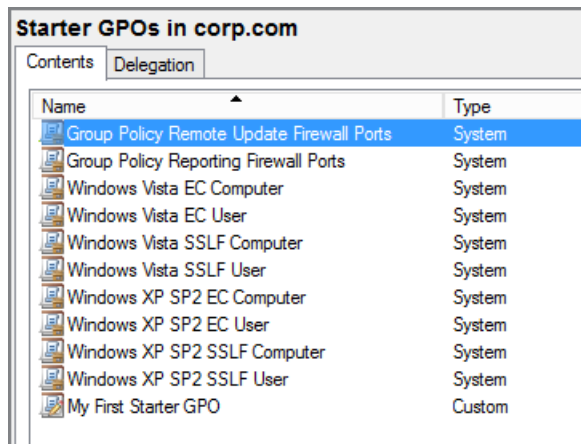 Starter GPOs in corp.com
Contents Delegation
Name Type
Group Policy Remote Update Firewall Ports System
Group Policy Reporting Firewall Ports System
Windows Vista EC Computer System
Windows Vista EC User System
Windows Vista SSLF Computer System
Windows Vista SSLF User System
Windows XP SP2 EC Computer System
Windows XP SP2 EC User System
Windows XP SP2 SSLF Computer System
Windows XP SP2 SSLF User System
My First Starter GPO Custom